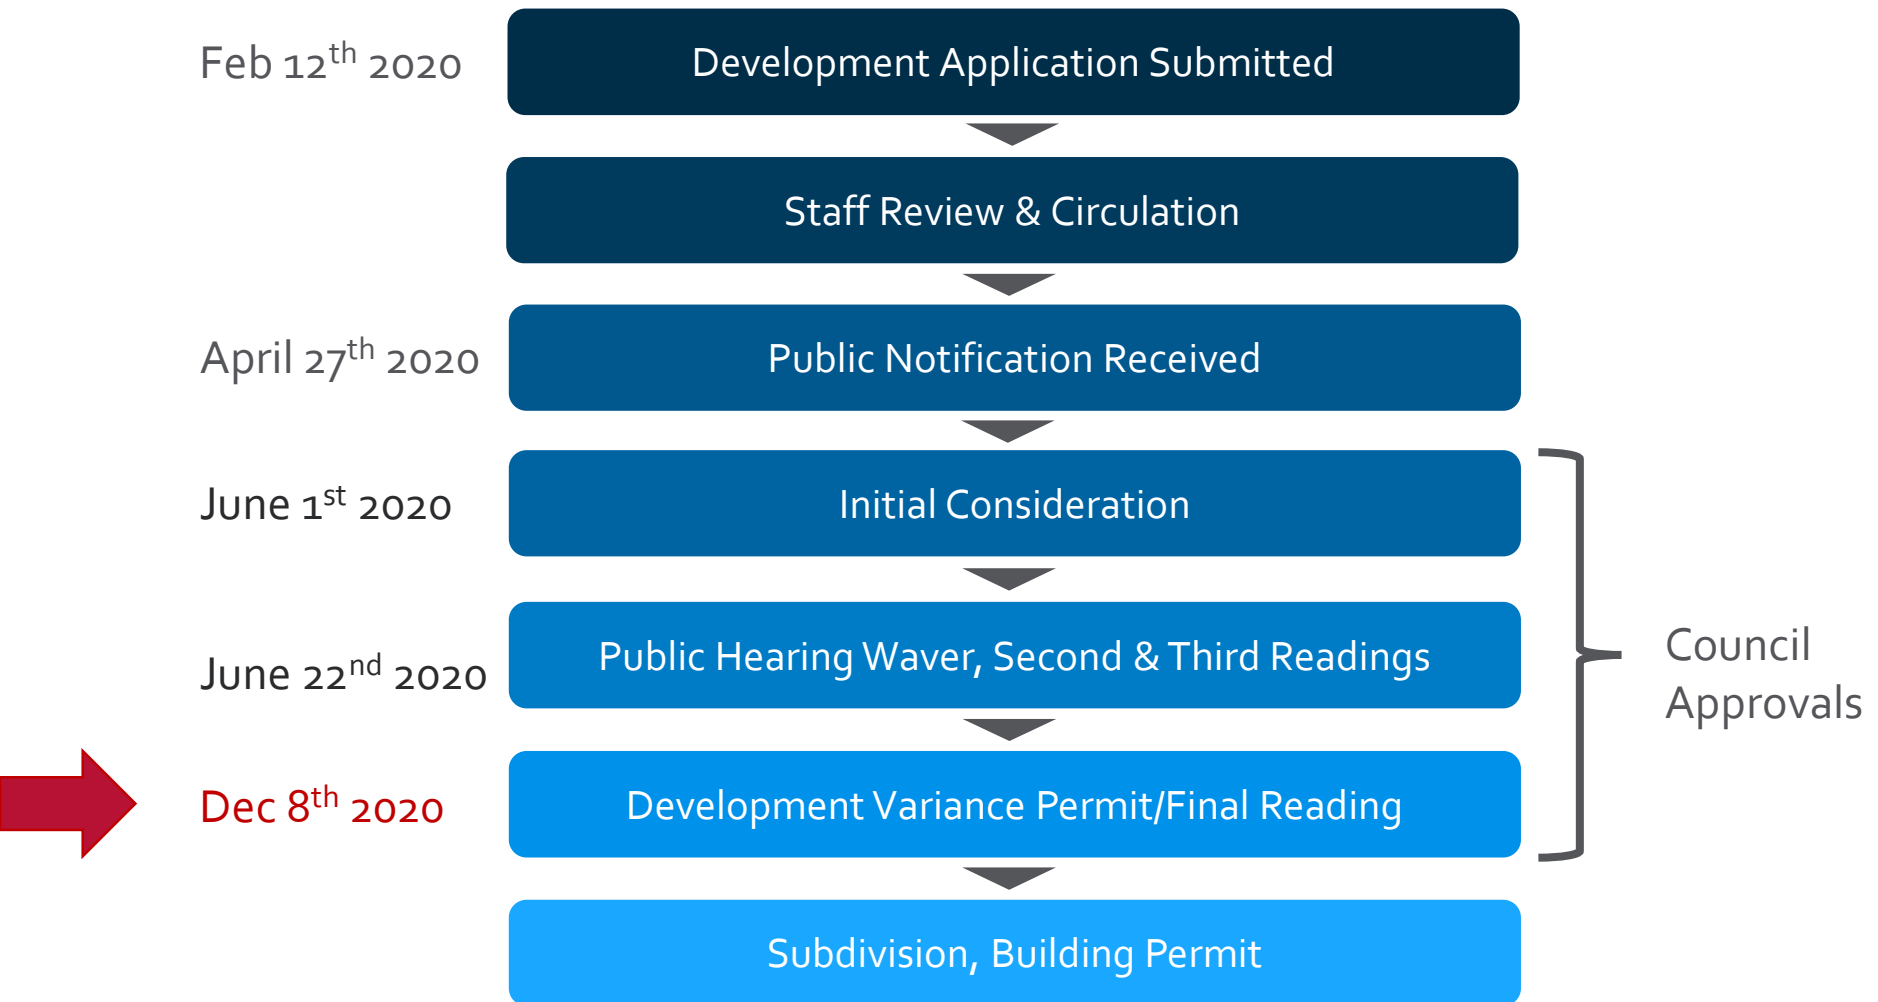 Feb 12th 2020
Development Application Submitted
Staff Review & Circulation
April 27th 2020
Public Notification Received
June 1st 2020
Initial Consideration
June 22nd 2020
Public Hearing Waver, Second & Third Readings
Council
Approvals
Dec 8th 2020
Development Variance Permit/Final Reading
Subdivision, Building Permit